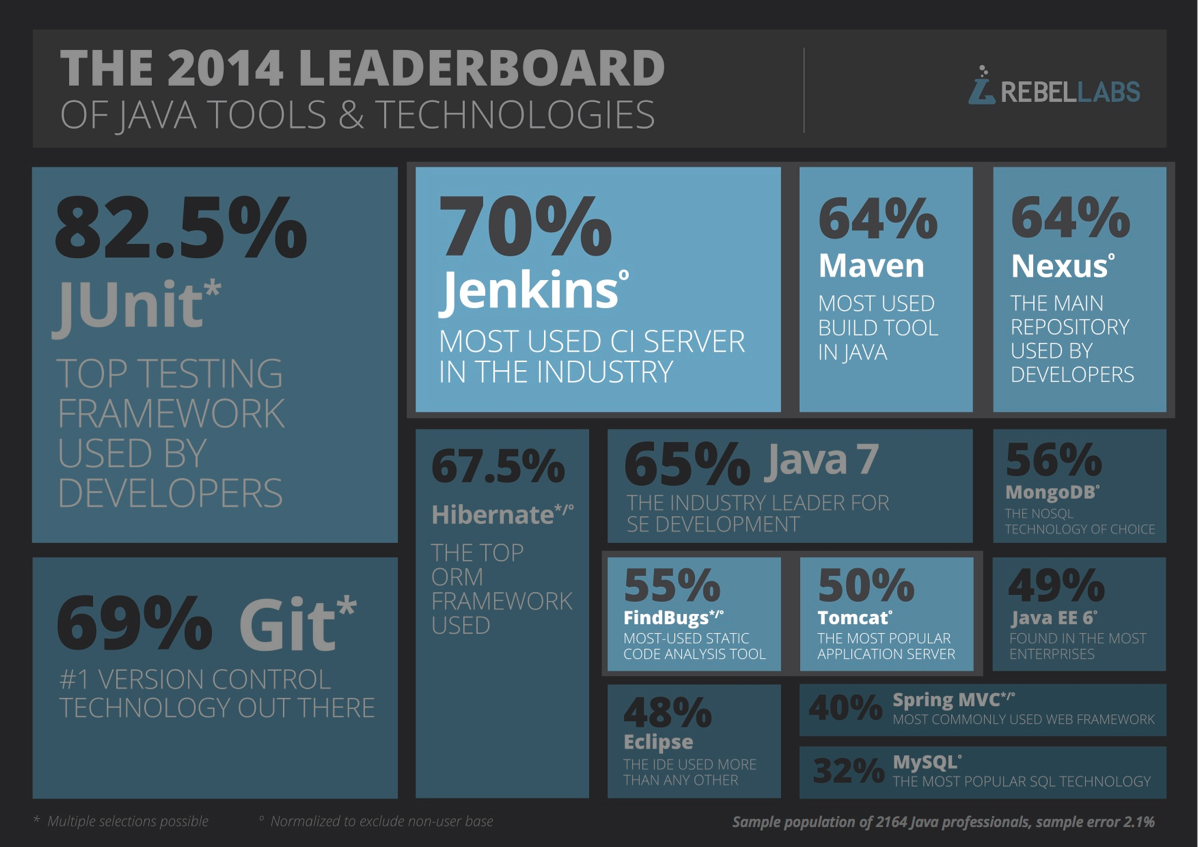 THE 2014 LEADERBOARD
OF JAVA TOOLS & TECHNOLOGIES
REBELLABS
82.5%
JUnit*
TOP TESTING
FRAMEWORK
USED BY
DEVELOPERS
70%
Jenkins°
MOST USED CI SERVER
IN THE INDUSTRY
64%
Maven
MOST USED
BUILD TOOL
IN JAVA
64%
Nexus°
THE MAIN
REPOSITORY
USED BY
DEVELOPERS
67.5%
Hibernate*/°
THE TOP
ORM
FRAMEWORK
USED
65% Java 7
THE INDUSTRY LEADER FOR
SE DEVELOPMENT
56%
MongoDB°
THE NOSQL
TECHNOLOGY OF CHOICE
69% Git*
#1 VERSION CONTROL
TECHNOLOGY OUT THERE
55%
FindBugs*/°
MOST-USED STATIC
CODE ANALYSIS TOOL
50%
Tomcat°
THE MOST POPULAR
APPLICATION SERVER
49%
Java EE 6°
FOUND IN THE MOST
ENTERPRISES
48%
Eclipse
THE IDE USED MORE
THAN ANY OTHER
40% Spring MVC*/°
MOST COMMONLY USED WEB FRAMEWORK
32% MySQL°
THE MOST POPULAR SQL TECHNOLOGY
* Multiple selections possible
° Normalized to exclude non-user base
Sample population of 2164 Java professionals, sample error 2.1%